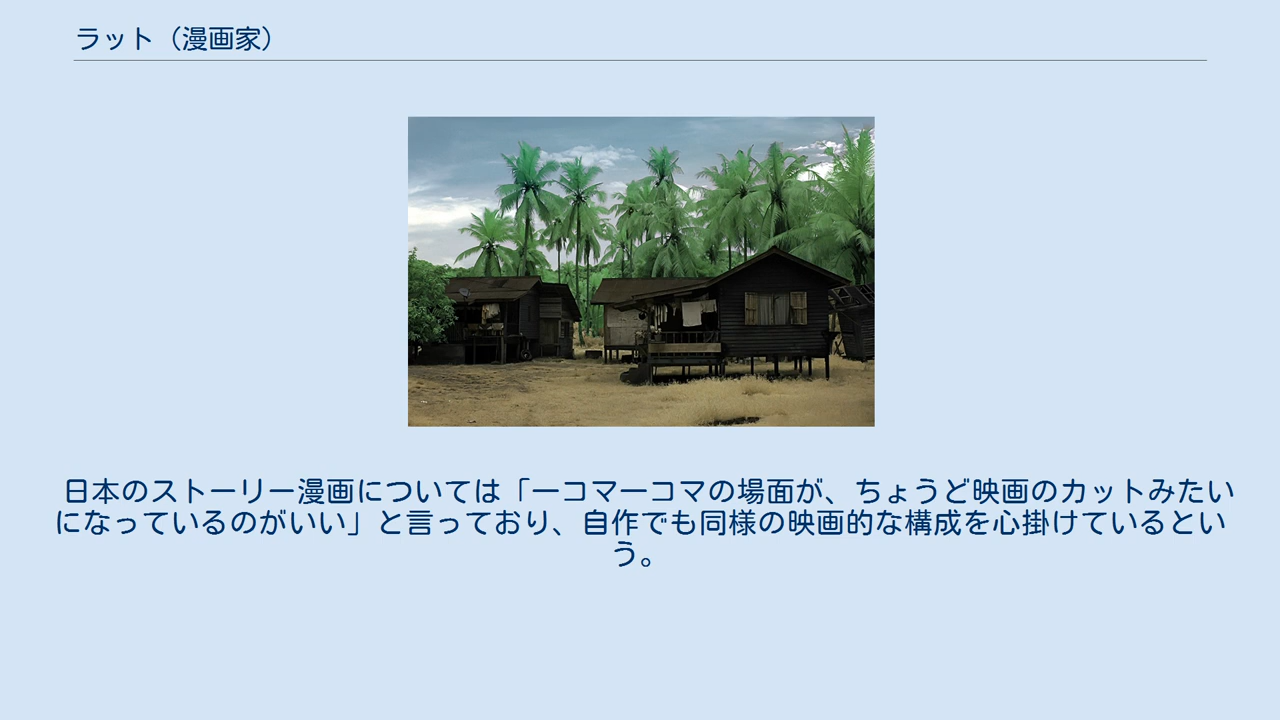 ラット（漫画家）
日本のストーリー漫画については「一コマ一コマの場面が、ちょうど映画のカットみたい
になっているのがいい」と言っており、自作でも同様の映画的な構成を心掛けているとい
う。